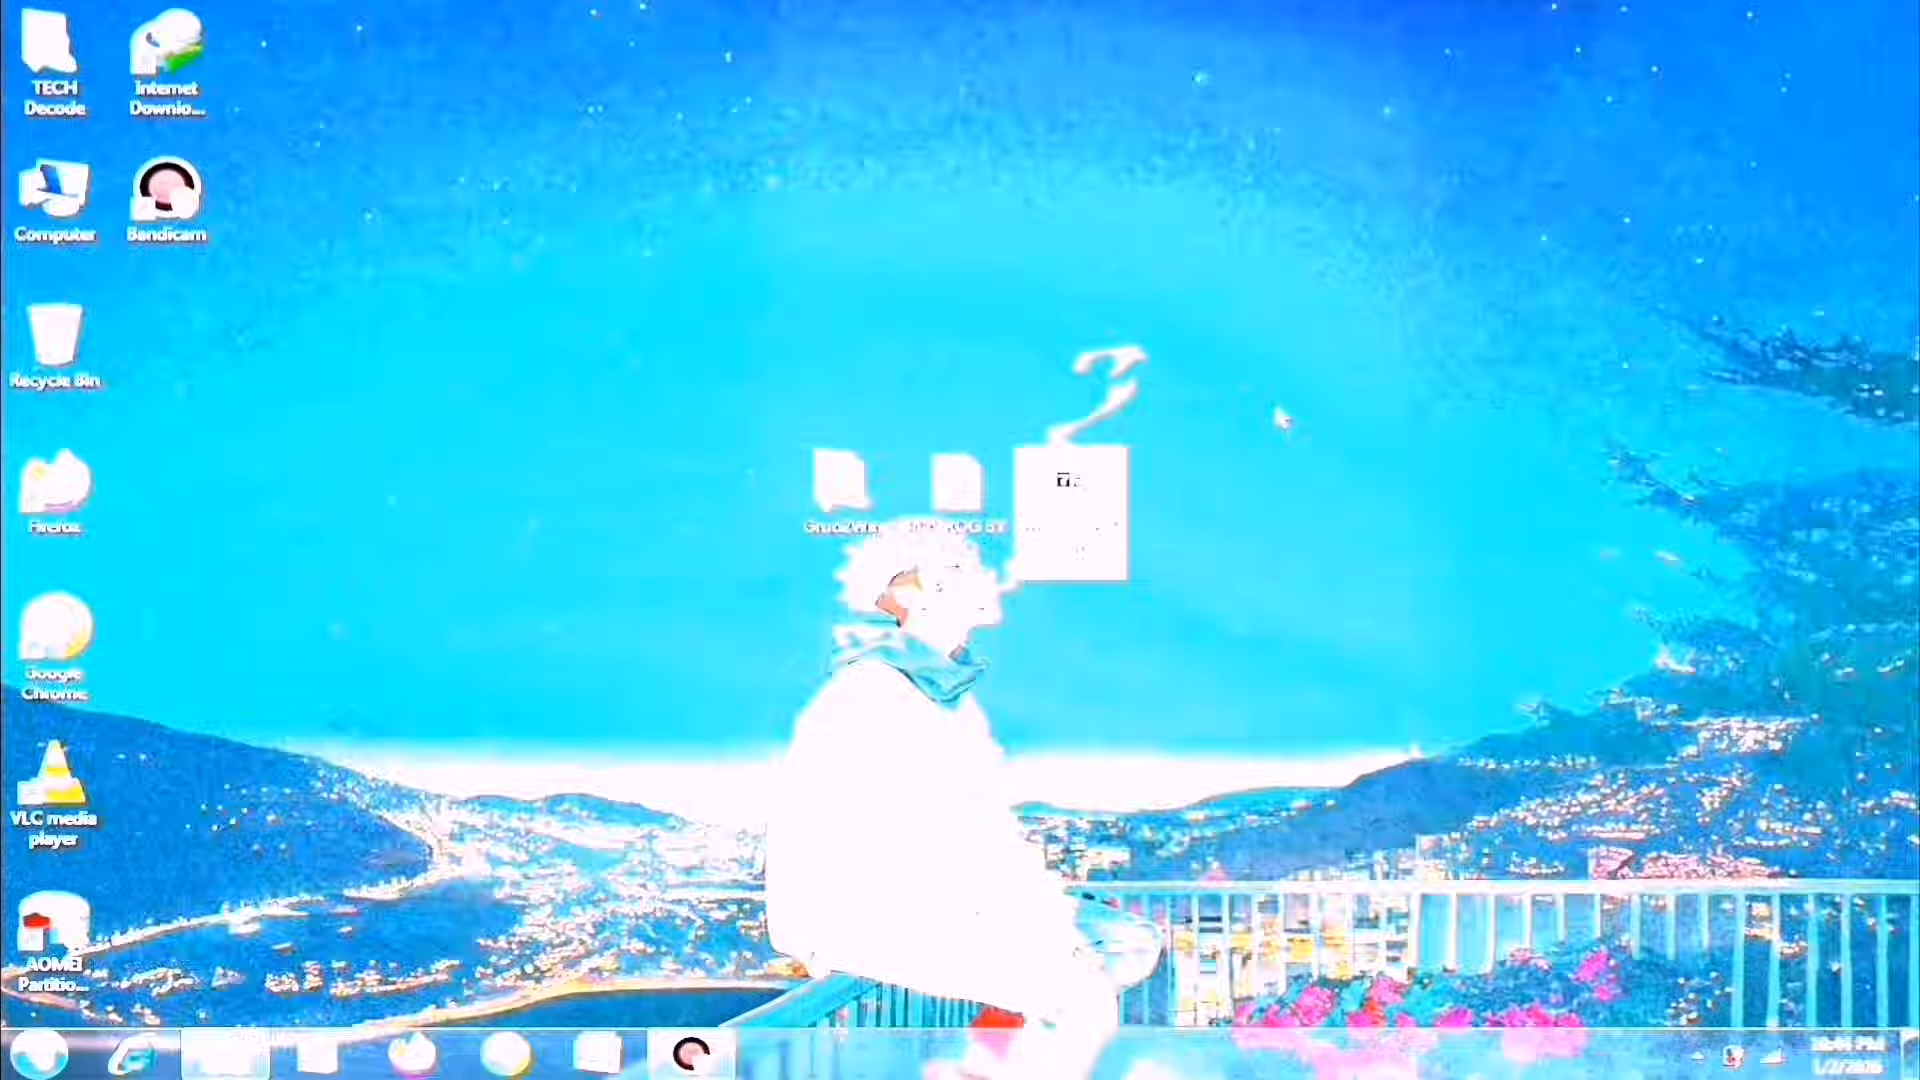 TECH
Decode
Internet
Downlo...
Computer
Bandicam
Recycle Bin
Firefox
Google
Chrome
VLC media
player
AOMEI
Partitio...